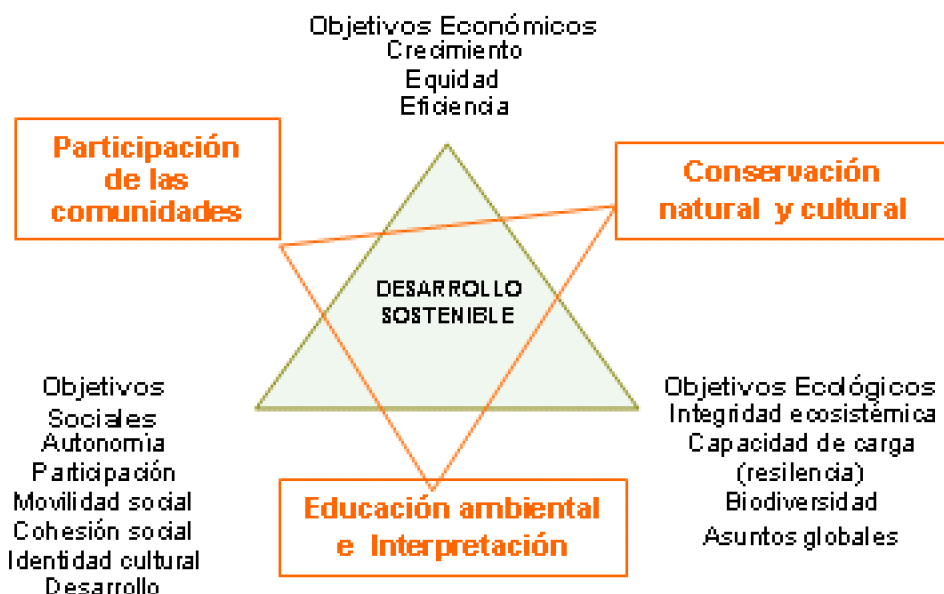 Objetivos Económicos
Crecimiento
Equidad
Eficiencia
Participación
de las
comunidades
Conservación
natural y cultural
DESARROLLO
SOSTENIBLE
Objetivos
Sociales
Autonomia
Participación
Movilidad social
Cohesión social
Identidad cultural
Desarrollo
Objetivos Ecológicos
Integridad ecosistémica
Capacidad de carga
(resilencia)
Biodiversidad
Asuntos globales
Educación ambiental
e Interpretación